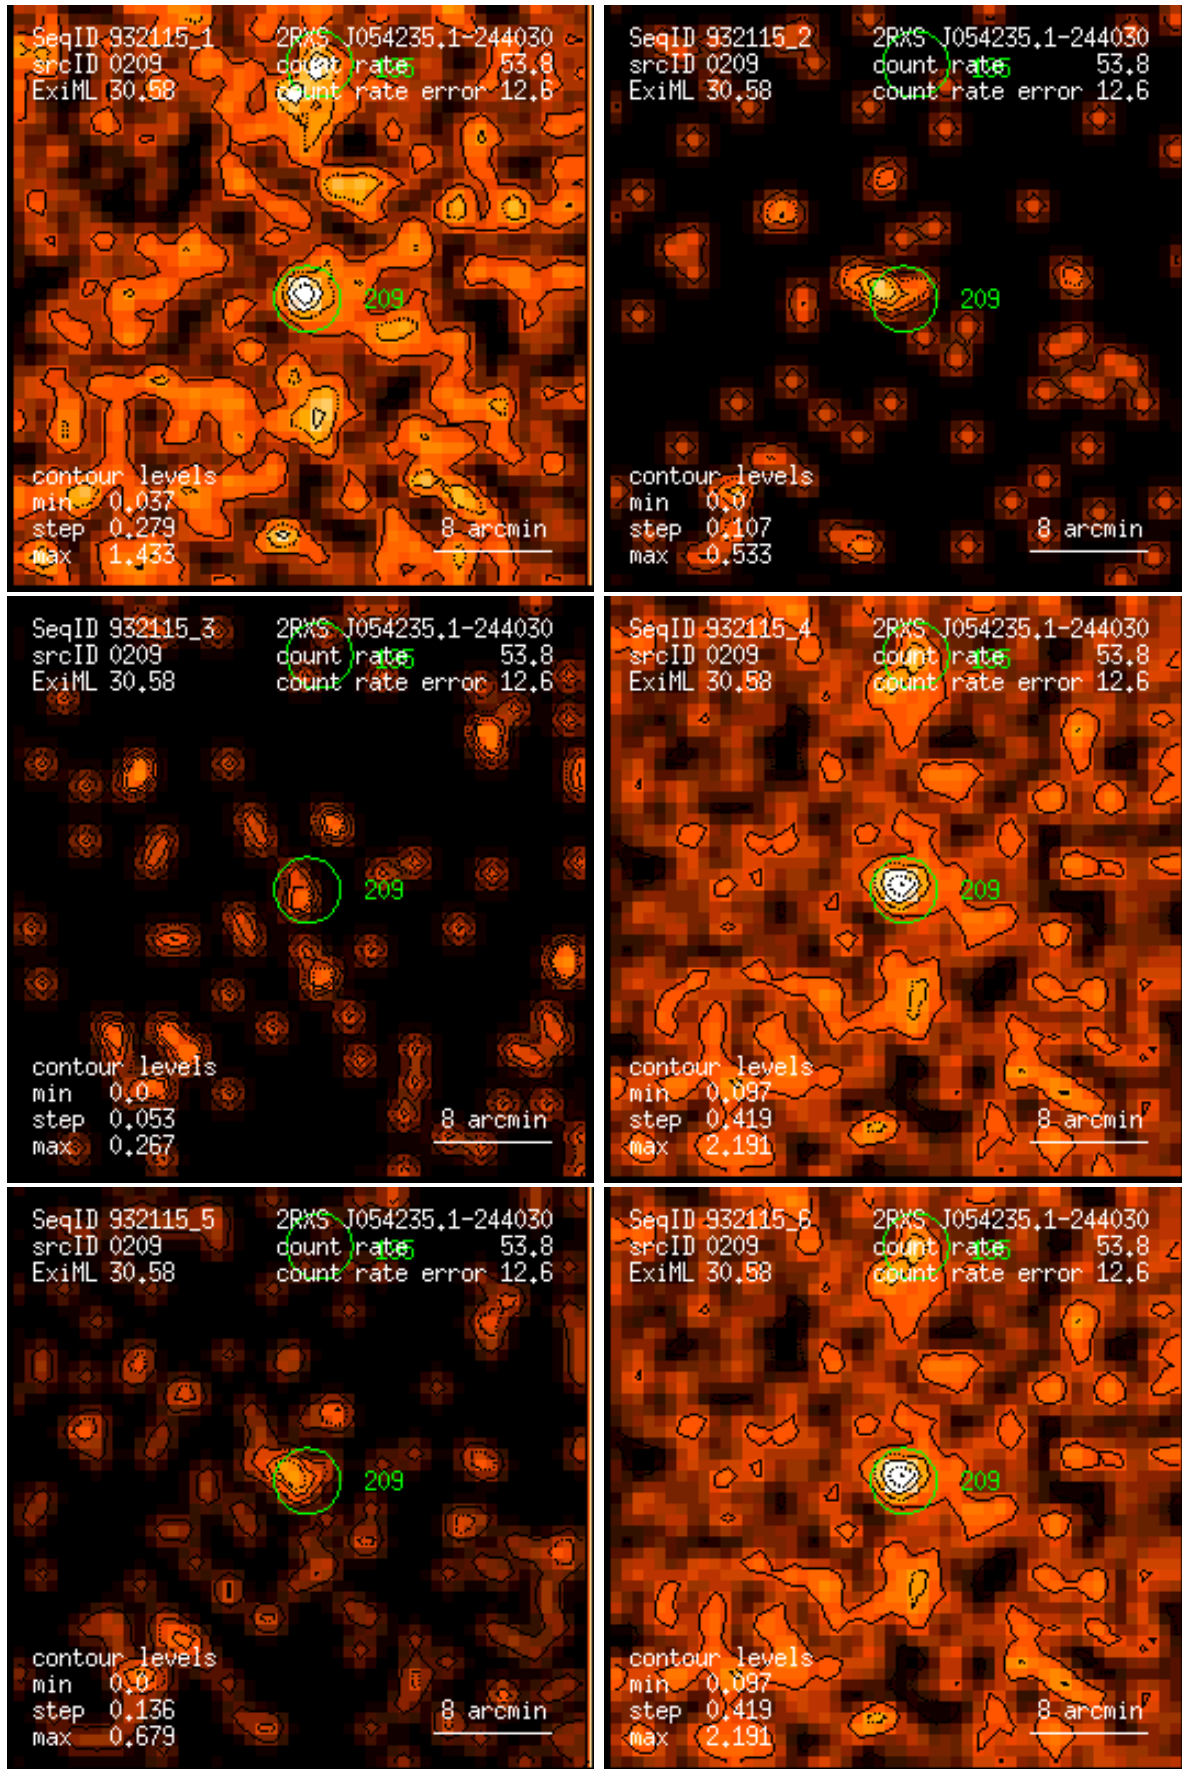 SeqID 932115_1 2RXS J054235.1-244030
srcID 0209 count rate 53.8
ExiML 30.58 count rate error 12.6
209
contour levels
min 0.037
step 0.279 8 arcmin
max 1.433
SeqID 932115_2 2RXS J054235.1-244030
srcID 0209 count rate 53.8
ExiML 30.58 count rate error 12.6
209
contour levels
min 0.0
step 0.107 8 arcmin
max 0.533
SeqID 932115_3 2RXS J054235.1-244030
srcID 0209 count rate 53.8
ExiML 30.58 count rate error 12.6
209
contour levels
min 0.0
step 0.053 8 arcmin
max 0.267
SeqID 932115_4 2RXS J054235.1-244030
srcID 0209 count rate 53.8
ExiML 30.58 count rate error 12.6
209
contour levels
min 0.097
step 0.419 8 arcmin
max 2.191
SeqID 932115_5 2RXS J054235.1-244030
srcID 0209 count rate 53.8
ExiML 30.58 count rate error 12.6
209
contour levels
min 0.0
step 0.136 8 arcmin
max 0.679
SeqID 932115_6 2RXS J054235.1-244030
srcID 0209 count rate 53.8
ExiML 30.58 count rate error 12.6
209
contour levels
min 0.097
step 0.419 8 arcmin
max 2.191